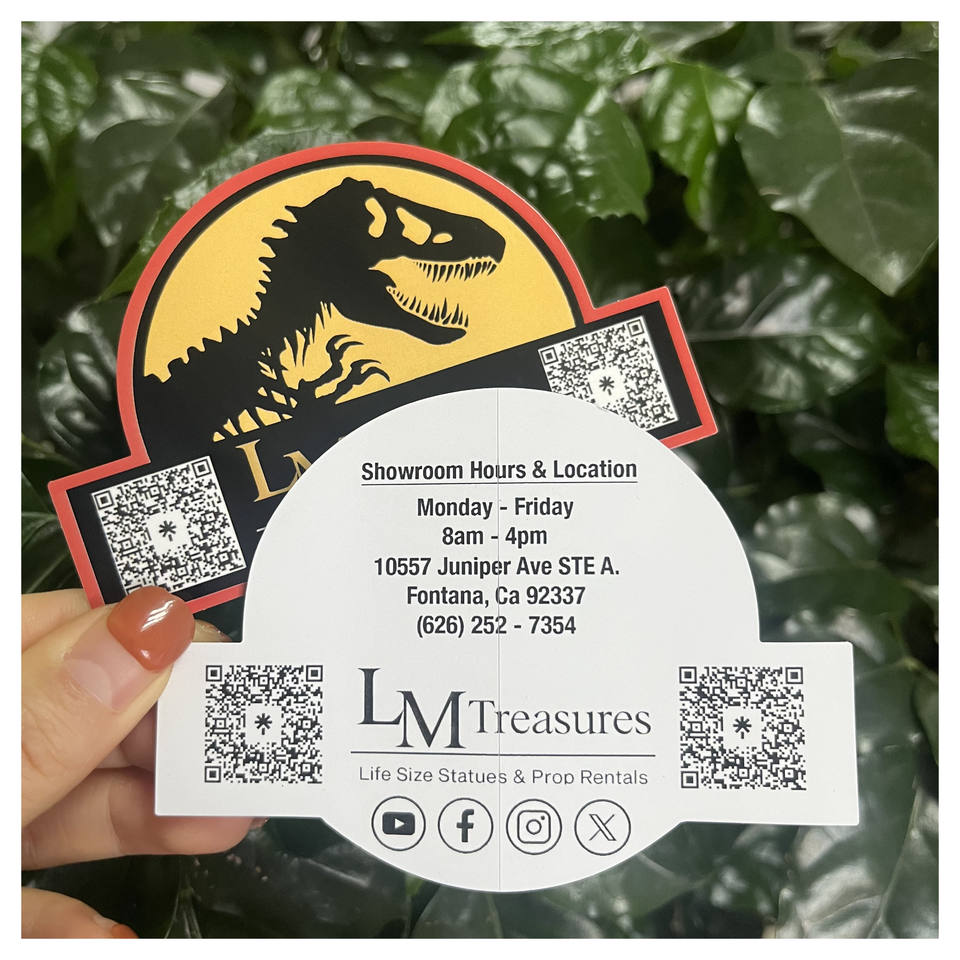 LM
Showroom Hours & Location
Monday - Friday
8am - 4pm
10557 Juniper Ave STE A.
Fontana, Ca 92337
(626) 252 - 7354
LM Treasures
Life Size Statues & Prop Rentals